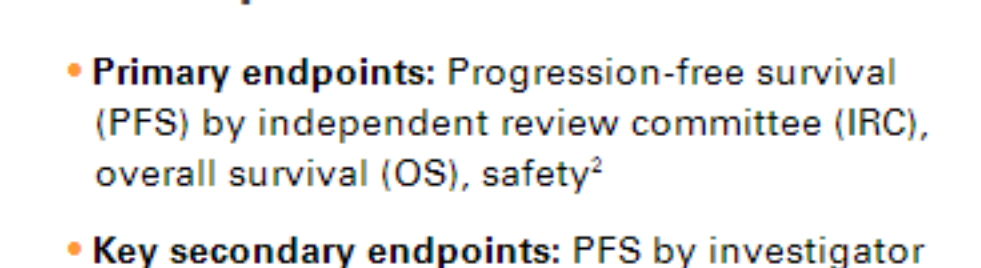 • Primary endpoints: Progression-free survival
(PFS) by independent review committee (IRC),
overall survival (OS), safety²
• Key secondary endpoints: PFS by investigator